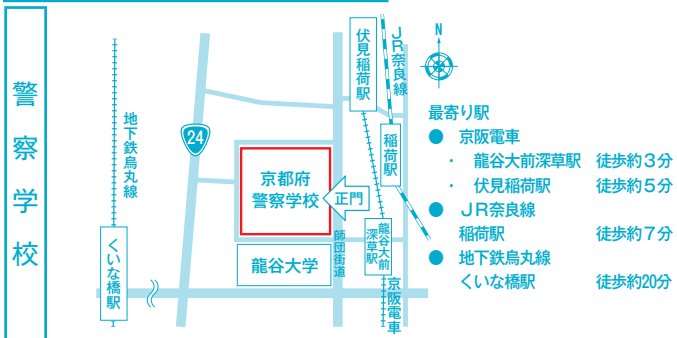 警察学校
地下鉄烏丸線
くいな橋駅
24
京都府
警察学校
正門
龍谷大学
師団街道
伏見稲荷駅
JR奈良線
稲荷駅
龍谷大前
深草駅
京阪電車
N
最寄り駅
● 京阪電車
・ 龍谷大前深草駅 徒歩約3分
・ 伏見稲荷駅 徒歩約5分
● JR奈良線
稲荷駅 徒歩約7分
● 地下鉄烏丸線
くいな橋駅 徒歩約20分